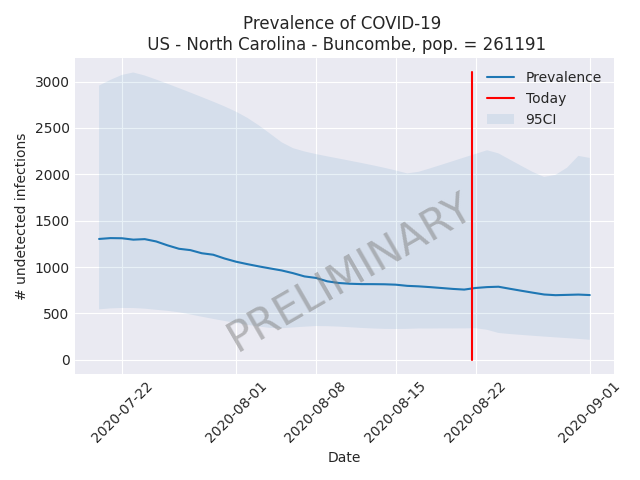 Prevalence of COVID-19
US - North Carolina - Buncombe, pop. = 261191
Prevalence
Today
95CI
3000
2500
2000
1500
1000
500
0
# undetected infections
PRELIMINARY
2020-07-22
2020-08-01
2020-08-08
2020-08-15
2020-08-22
2020-09-01
Date